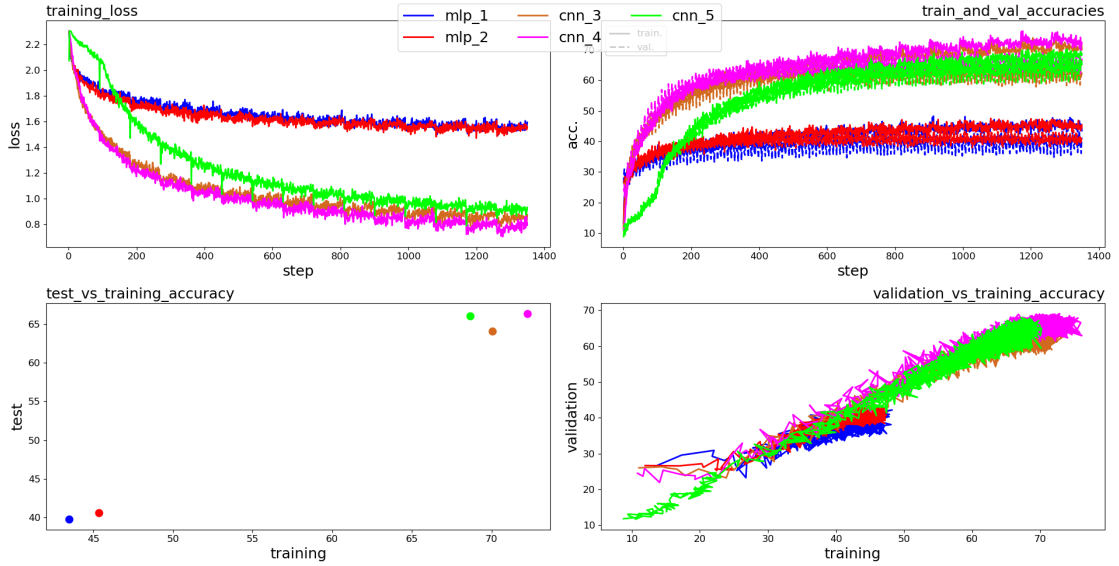 training_loss
mlp_1 cnn_3 cnn_5
mlp_2 cnn_4
train_and_val_accuracies
train.
val.
2.2
2.0
1.8
1.6
1.4
1.2
1.0
0.8
loss
0 200 400 600 800 1000 1200 1400
step
70
60
50
40
30
20
10
acc.
0 200 400 600 800 1000 1200 1400
step
test_vs_training_accuracy
65
60
55
50
45
40
test
45 50 55 60 65 70
training
validation_vs_training_accuracy
70
60
50
40
30
20
10
validation
10 20 30 40 50 60 70
training